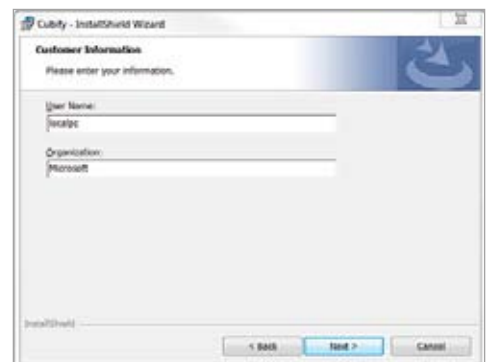 Cubify - InstallShield Wizard
Customer Information
Please enter your information.
User Name:
localpc
Organization:
Microsoft
InstallShield
< Back
Next >
Cancel